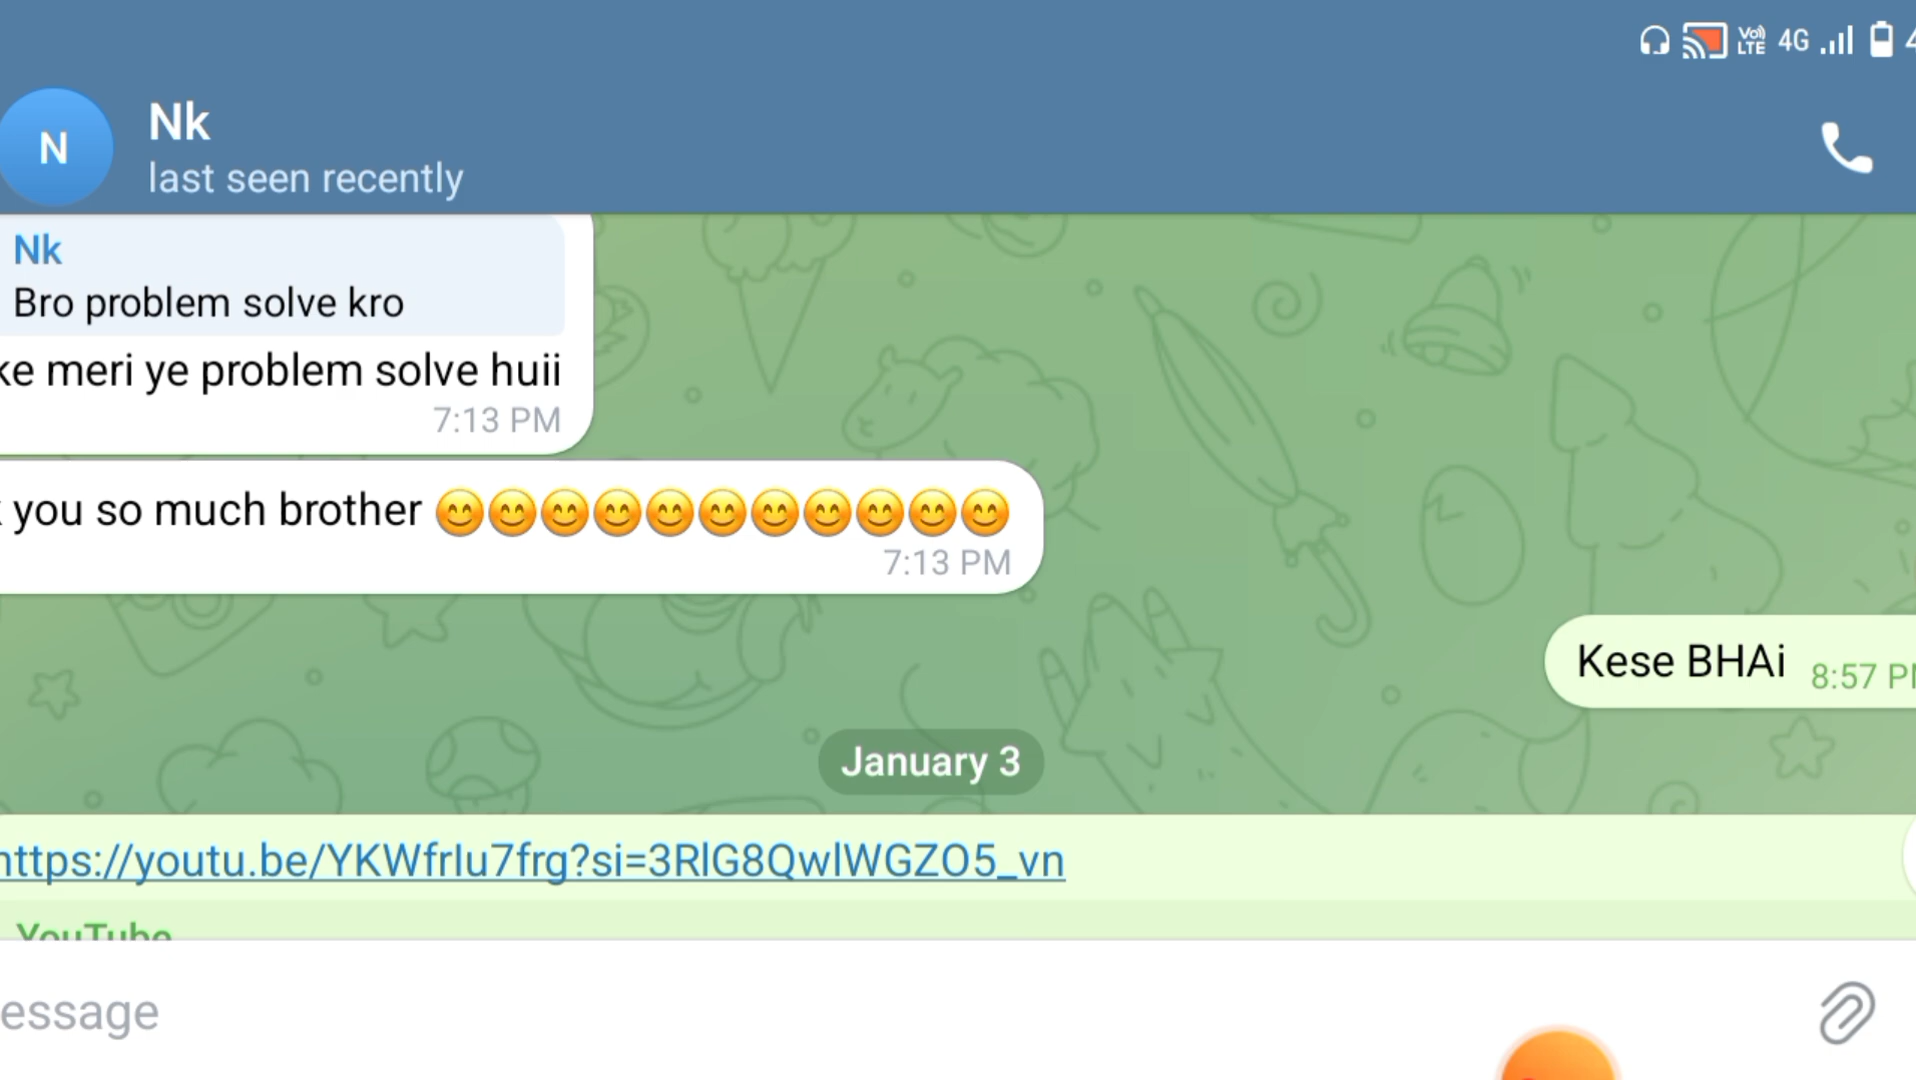 Vo)) LTE 4G
N
Nk
last seen recently
Nk
Bro problem solve kro
meri ye problem solve huii
7:13 PM
you so much brother 😊😊😊😊😊😊😊😊😊😊😊
7:13 PM
Kese BHAi 8:57
January 3
https://youtu.be/YKWfrIu7frg?si=3RlG8QwlWGZO5_vn
YouTube
essage